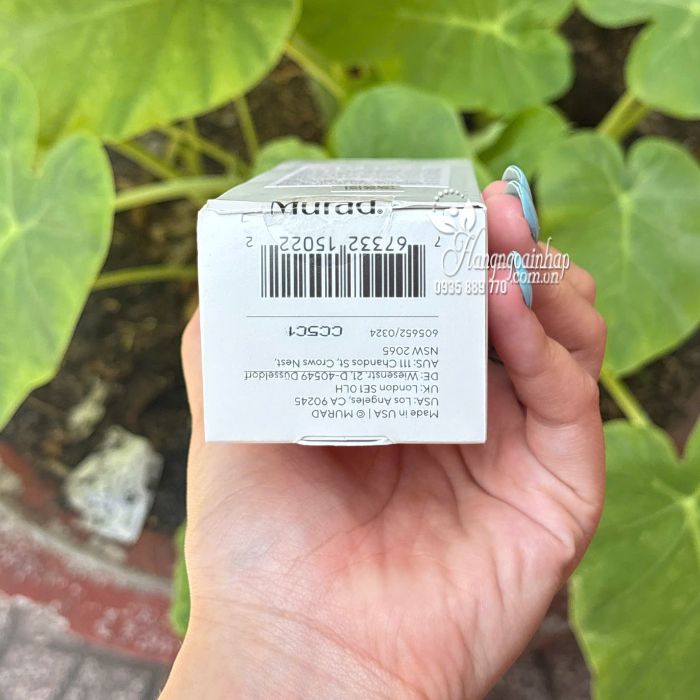 Murad.
7 67332 15022 2
605652/0324 CC5C1
Made in USA | © MURAD
USA: Los Angeles, CA 90245
UK: London SE1 0LH
DE: Wiesenstr. 21, D-40549 Düsseldorf
AUS: 111 Chandos St, Crows Nest,
NSW 2065
Hangngoainhap
.com.vn
0935 889 770